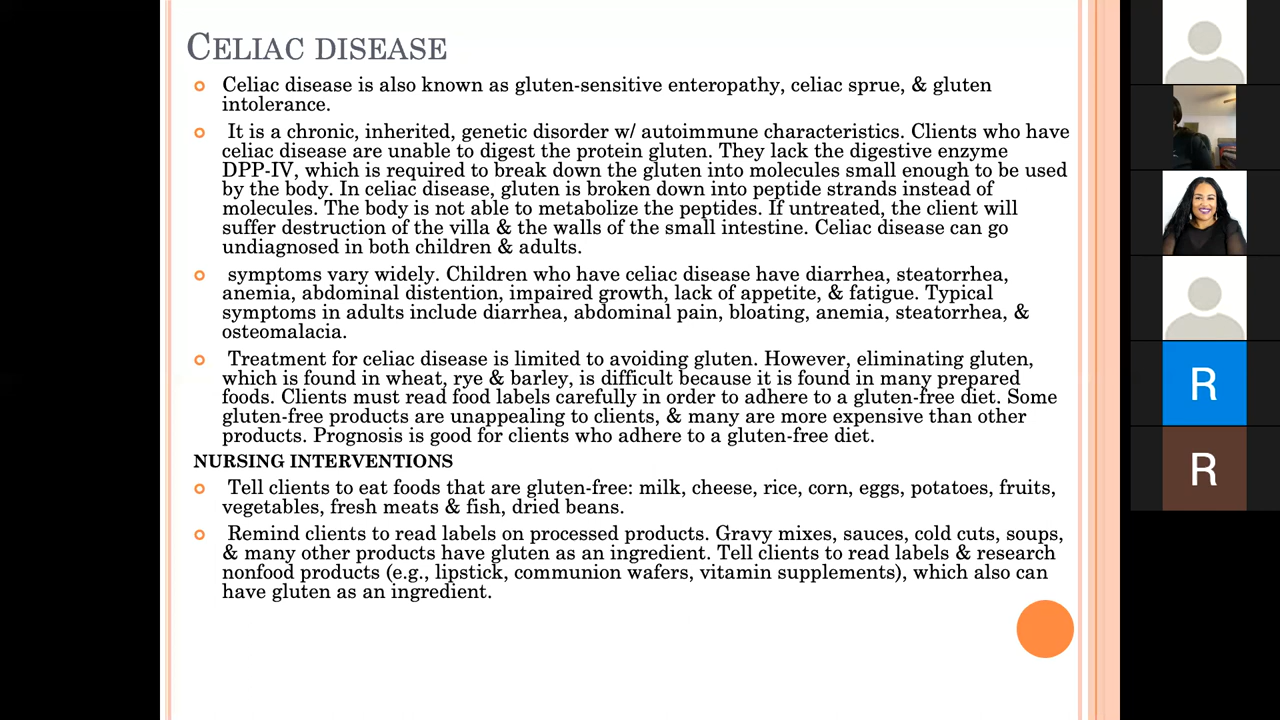 CELIAC DISEASE
Celiac disease is also known as gluten-sensitive enteropathy, celiac sprue, & gluten
intolerance.
It is a chronic, inherited, genetic disorder w/ autoimmune characteristics. Clients who have
celiac disease are unable to digest the protein gluten. They lack the digestive enzyme
DPP-IV, which is required to break down the gluten into molecules small enough to be used
by the body. In celiac disease, gluten is broken down into peptide strands instead of
molecules. The body is not able to metabolize the peptides. If untreated, the client will
suffer destruction of the villa & the walls of the small intestine. Celiac disease can go
undiagnosed in both children & adults.
symptoms vary widely. Children who have celiac disease have diarrhea, steatorrhea,
anemia, abdominal distention, impaired growth, lack of appetite, & fatigue. Typical
symptoms in adults include diarrhea, abdominal pain, bloating, anemia, steatorrhea, &
osteomalacia.
Treatment for celiac disease is limited to avoiding gluten. However, eliminating gluten,
which is found in wheat, rye & barley, is difficult because it is found in many prepared
foods. Clients must read food labels carefully in order to adhere to a gluten-free diet. Some
gluten-free products are unappealing to clients, & many are more expensive than other
products. Prognosis is good for clients who adhere to a gluten-free diet.
NURSING INTERVENTIONS
Tell clients to eat foods that are gluten-free: milk, cheese, rice, corn, eggs, potatoes, fruits,
vegetables, fresh meats & fish, dried beans.
Remind clients to read labels on processed products. Gravy mixes, sauces, cold cuts, soups,
& many other products have gluten as an ingredient. Tell clients to read labels & research
nonfood products (e.g., lipstick, communion wafers, vitamin supplements), which also can
have gluten as an ingredient.
R
R